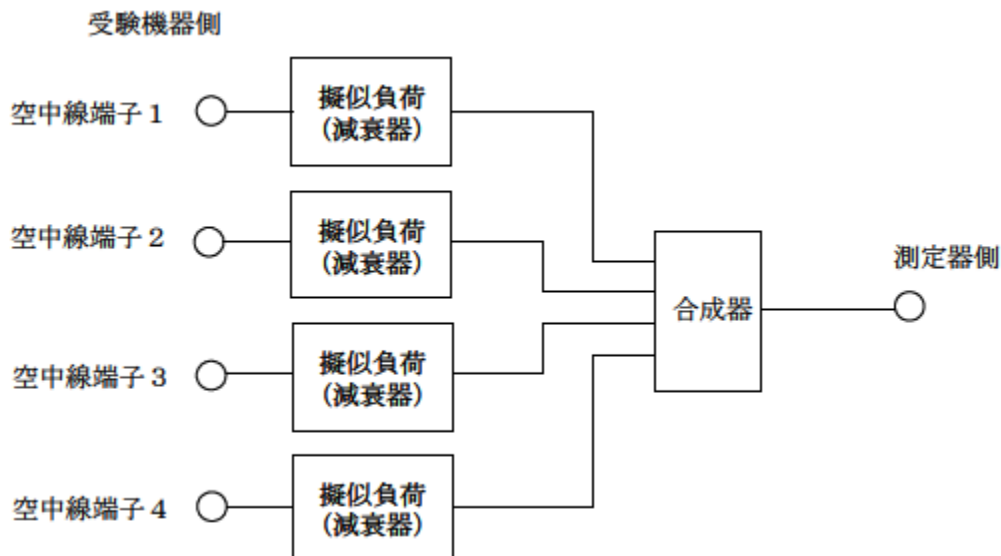 受験機器側
空中線端子1
擬似負荷
(減衰器)
空中線端子2
擬似負荷
(減衰器)
合成器
測定器側
空中線端子3
擬似負荷
(減衰器)
空中線端子4
擬似負荷
(減衰器)